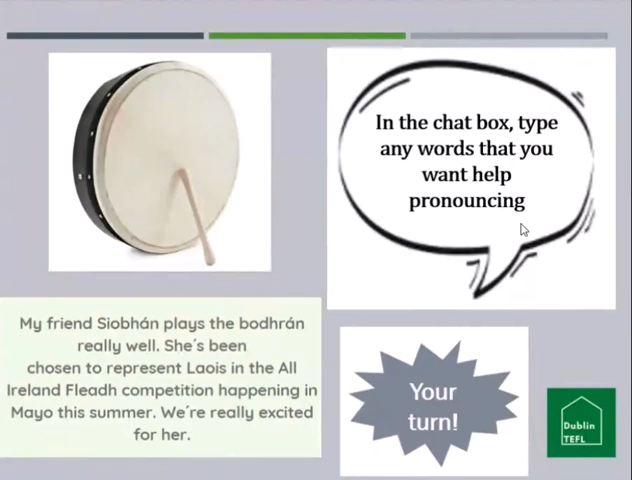 In the chat box, type
any words that you
want help
pronouncing
My friend Siobhán plays the bodhrán
really well. She´s been
chosen to represent Laois in the All
Ireland Fleadh competition happening in
Mayo this summer. We´re really excited
for her.
Your
turn!
Dublin
TEFL